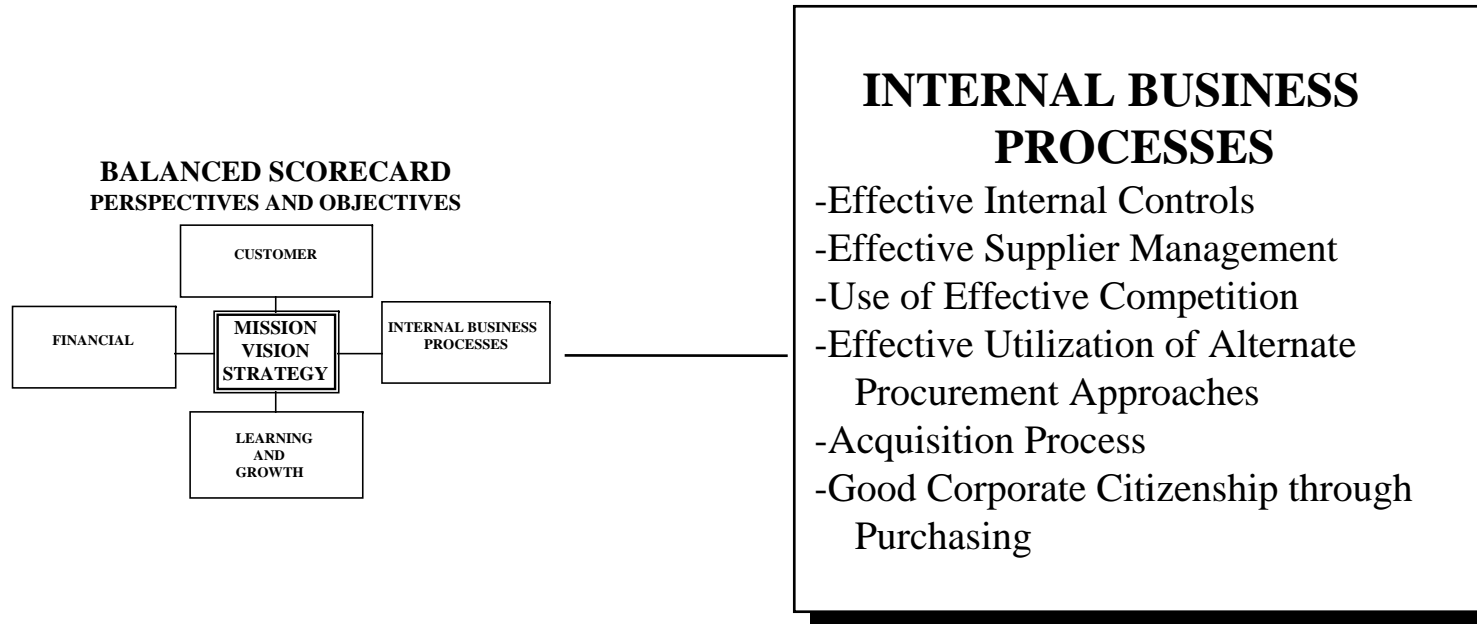 BALANCED SCORECARD
PERSPECTIVES AND OBJECTIVES
CUSTOMER
FINANCIAL
MISSION
VISION
STRATEGY
INTERNAL BUSINESS
PROCESSES
LEARNING
AND
GROWTH
INTERNAL BUSINESS
PROCESSES
-Effective Internal Controls
-Effective Supplier Management
-Use of Effective Competition
-Effective Utilization of Alternate
Procurement Approaches
-Acquisition Process
-Good Corporate Citizenship through
Purchasing